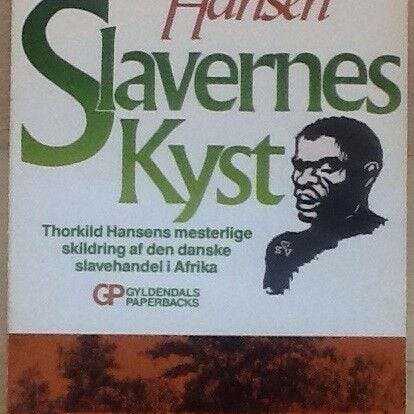 Hansen
Slavernes
Kyst
Thorkild Hansens mesterlige
skildring af den danske
slavehandel i Afrika
GP GYLDENDALS
PAPERBACKS